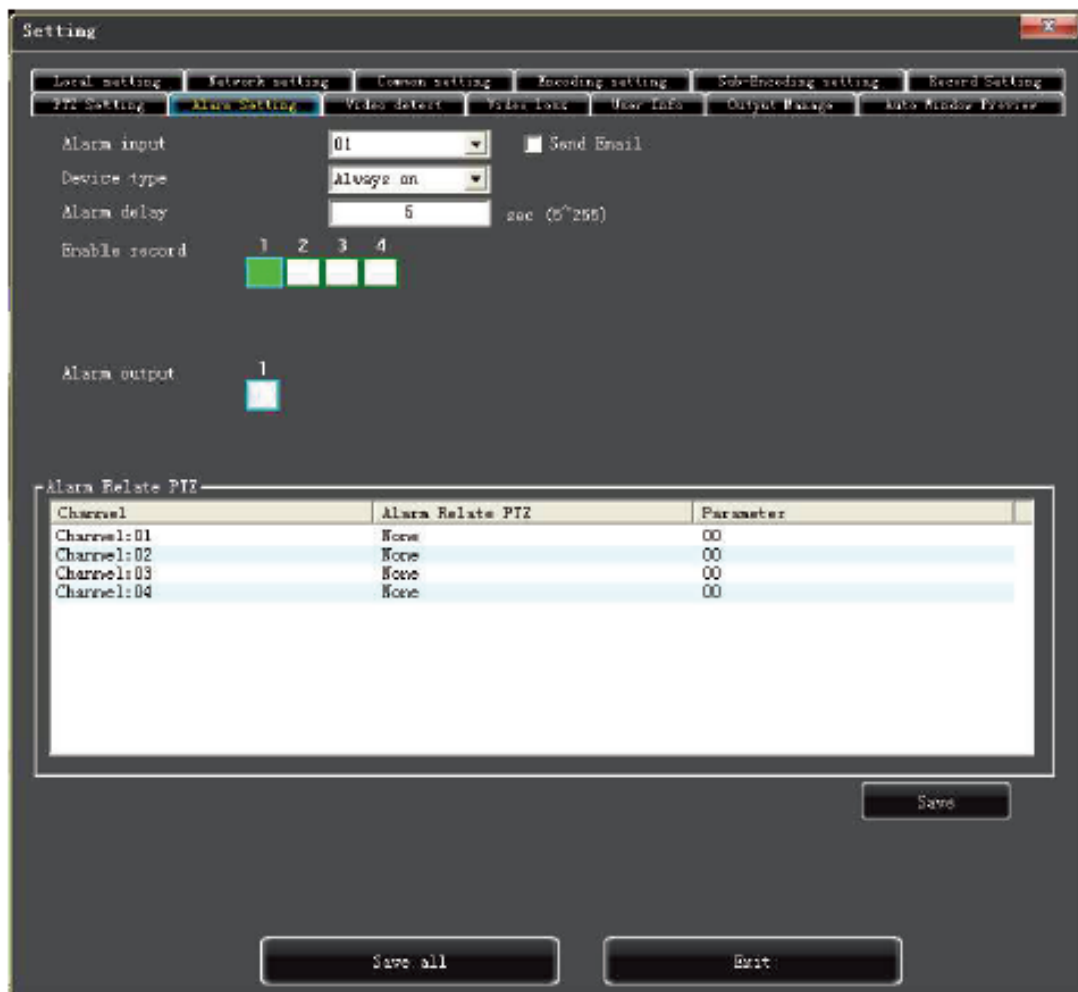 Setting
Local setting Network setting Common setting Encoding setting Sub-Encoding setting Record Setting
PTZ Setting Alarm Setting Video detect Video Loss User Info Output Manage Auto Window Preview
Alarm input 01 Send Email
Device type Always on
Alarm delay 5 sec (5~255)
Enable record 1 2 3 4
Alarm output 1
Alarm Relate PTZ
Channel Alarm Relate PTZ Parameter
Channel:01 None 00
Channel:02 None 00
Channel:03 None 00
Channel:04 None 00
Save
Save all Exit